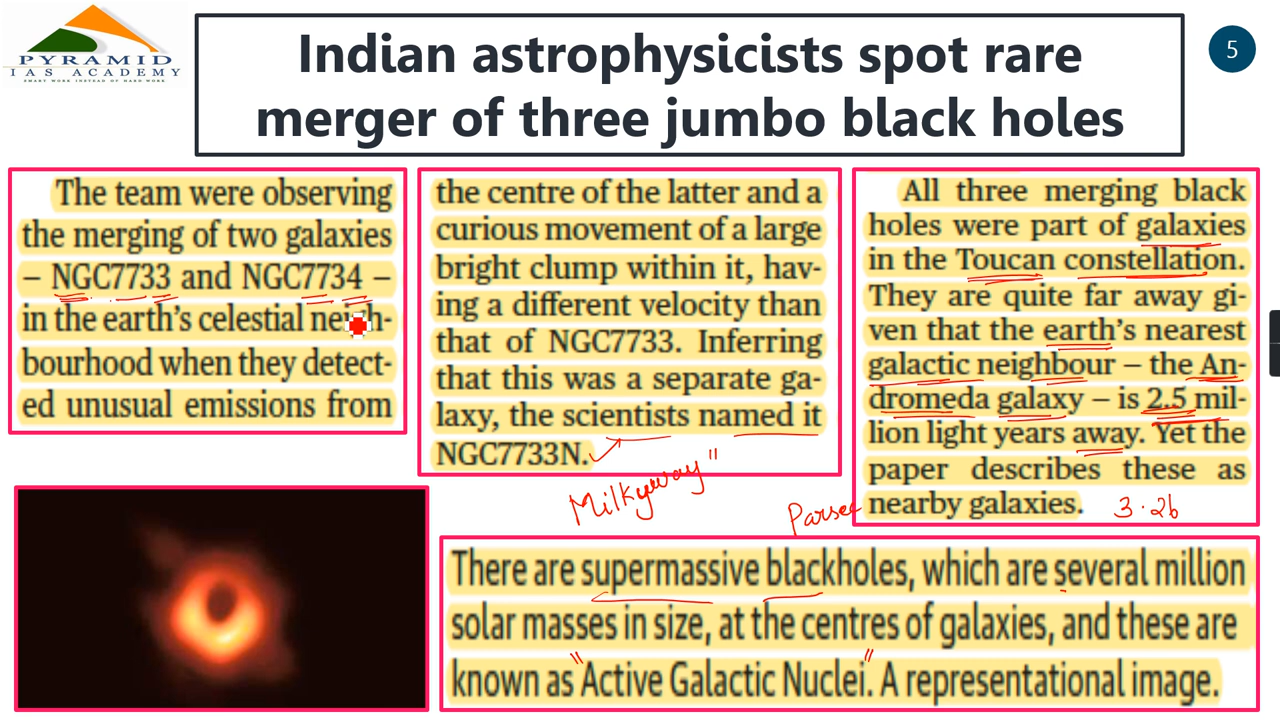 PYRAMID
IAS ACADEMY
SMART WORK INSTEAD OF HARD WORK
Indian astrophysicists spot rare
merger of three jumbo black holes
5
The team were observing
the merging of two galaxies
– NGC7733 and NGC7734 –
in the earth's celestial neigh-
bourhood when they detect-
ed unusual emissions from
the centre of the latter and a
curious movement of a large
bright clump within it, hav-
ing a different velocity than
that of NGC7733. Inferring
that this was a separate ga-
laxy, the scientists named it
NGC7733N.
Milkyway"
All three merging black
holes were part of galaxies
in the Toucan constellation.
They are quite far away gi-
ven that the earth's nearest
galactic neighbour – the An-
dromeda galaxy – is 2.5 mil-
lion light years away. Yet the
paper describes these as
nearby galaxies.
Parsec
3.26
There are supermassive blackholes, which are several million
solar masses in size, at the centres of galaxies, and these are
known as "Active Galactic Nuclei". A representational image.